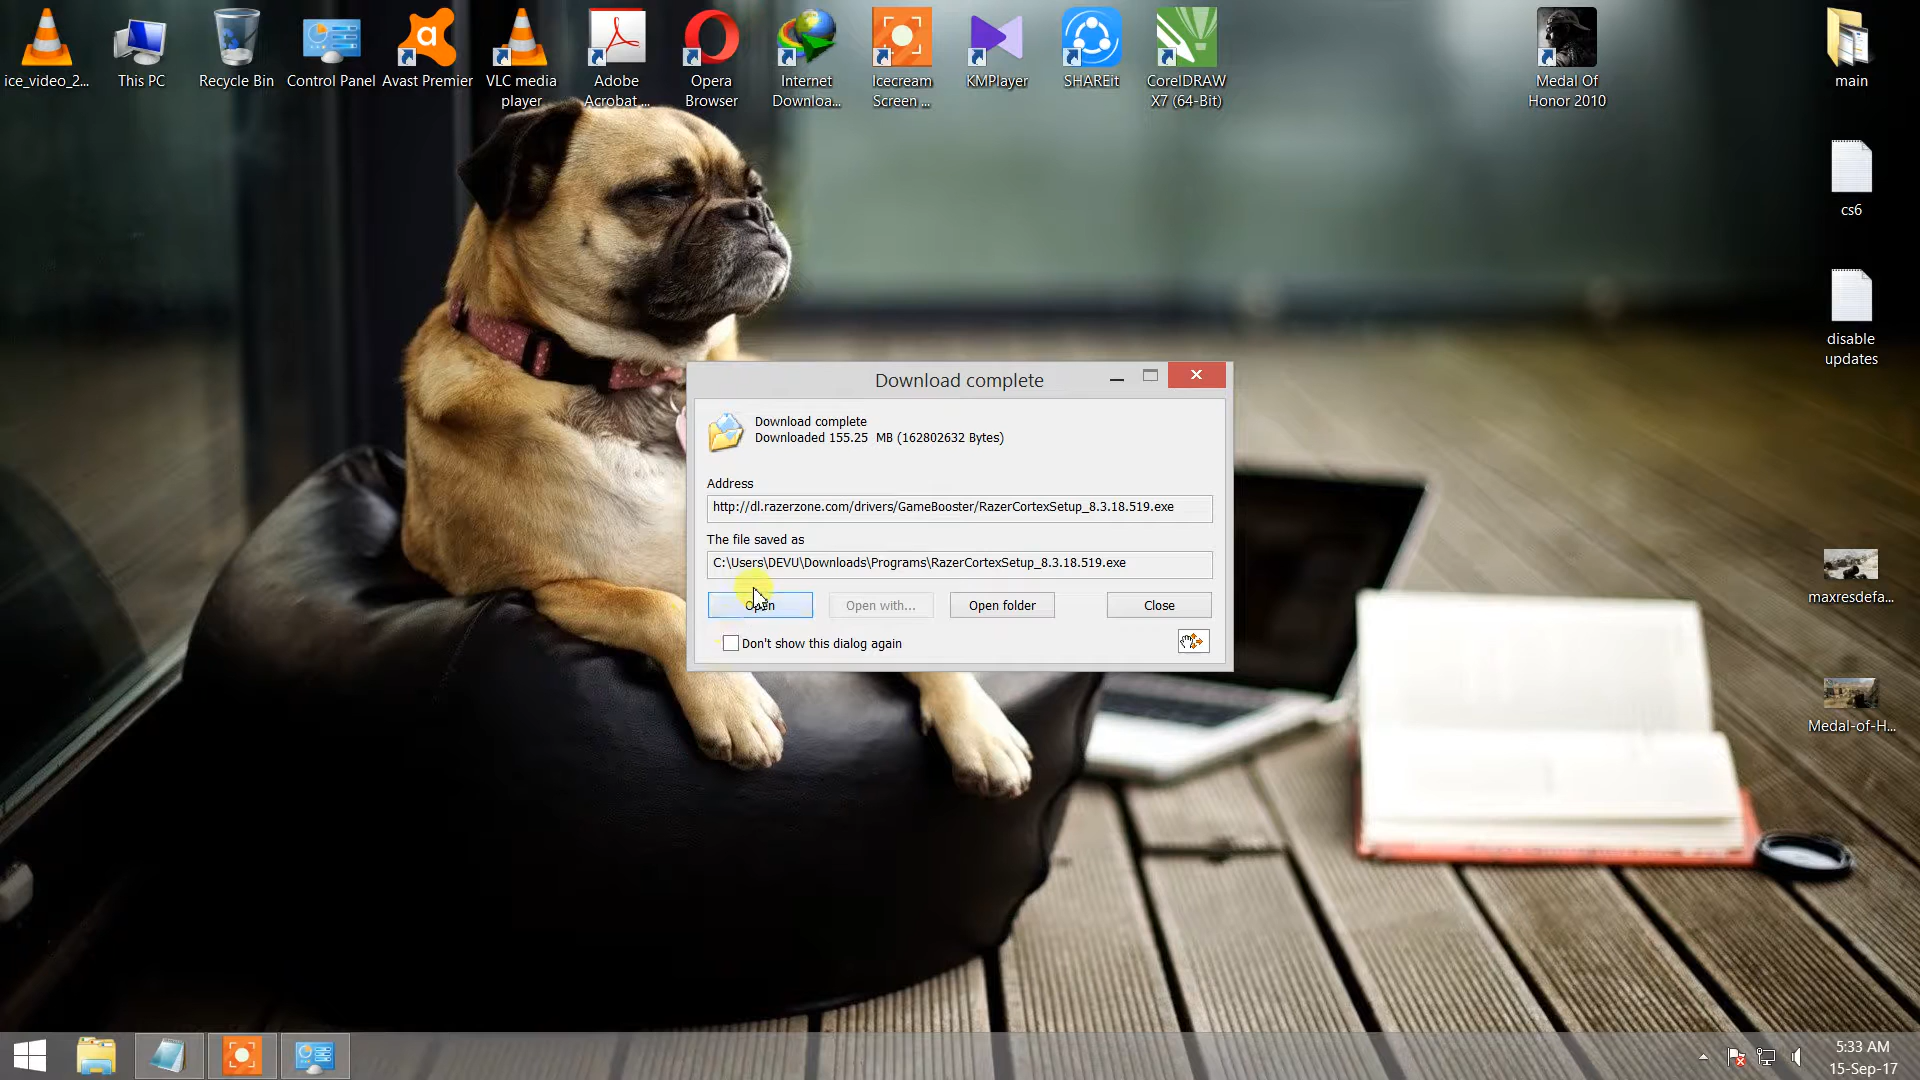 ice_video_2...
This PC
Recycle Bin
Control Panel
Avast Premier
VLC media
player
Adobe
Acrobat ...
Opera
Browser
Internet
Downloa...
Icecream
Screen ...
KMPlayer
SHAREit
CorelDRAW
X7 (64-Bit)
Medal Of
Honor 2010
main
cs6
disable
updates
maxresdefa...
Medal-of-H...
Download complete
Download complete
Downloaded 155.25 MB (162802632 Bytes)
Address
http://dl.razerzone.com/drivers/GameBooster/RazerCortexSetup_8.3.18.519.exe
The file saved as
C:\Users\DEVU\Downloads\Programs\RazerCortexSetup_8.3.18.519.exe
Open
Open with...
Open folder
Close
Don't show this dialog again
5:33 AM
15-Sep-17